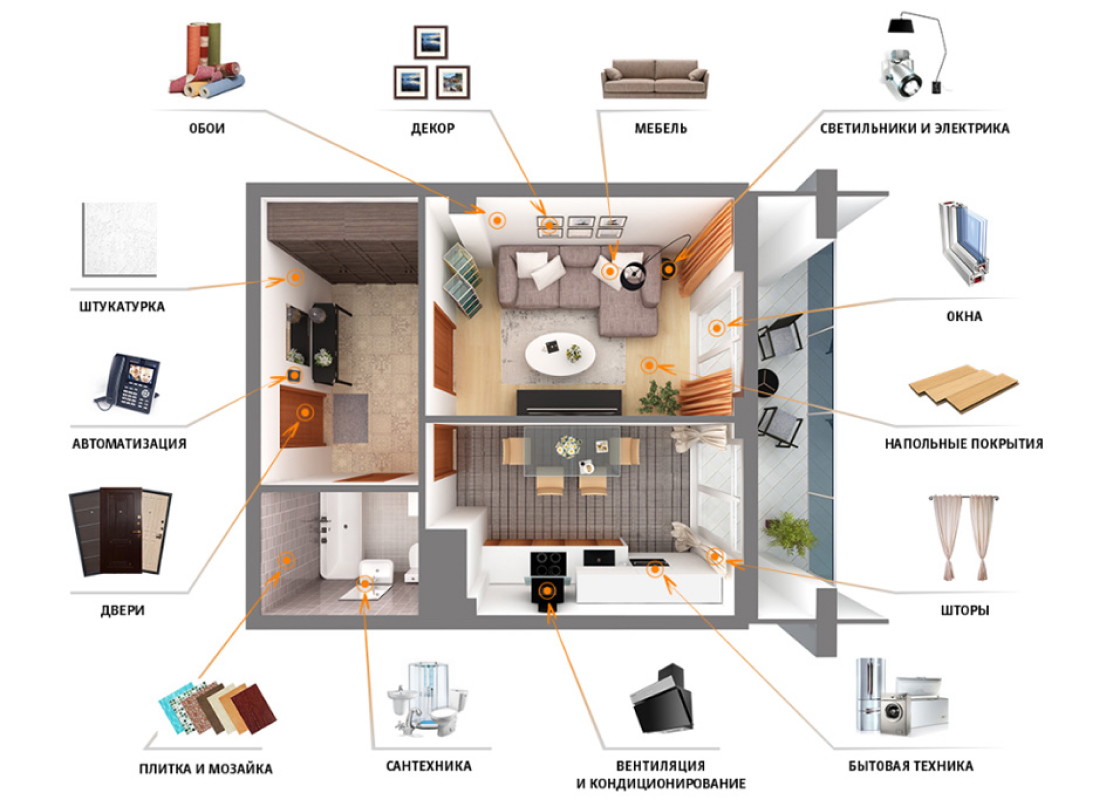 ОБОИ
ДЕКОР
МЕБЕЛЬ
СВЕТИЛЬНИКИ И ЭЛЕКТРИКА
ШТУКАТУРКА
ОКНА
АВТОМАТИЗАЦИЯ
НАПОЛЬНЫЕ ПОКРЫТИЯ
ДВЕРИ
ШТОРЫ
ПЛИТКА И МОЗАЙКА
САНТЕХНИКА
ВЕНТИЛЯЦИЯ
И КОНДИЦИОНИРОВАНИЕ
БЫТОВАЯ ТЕХНИКА